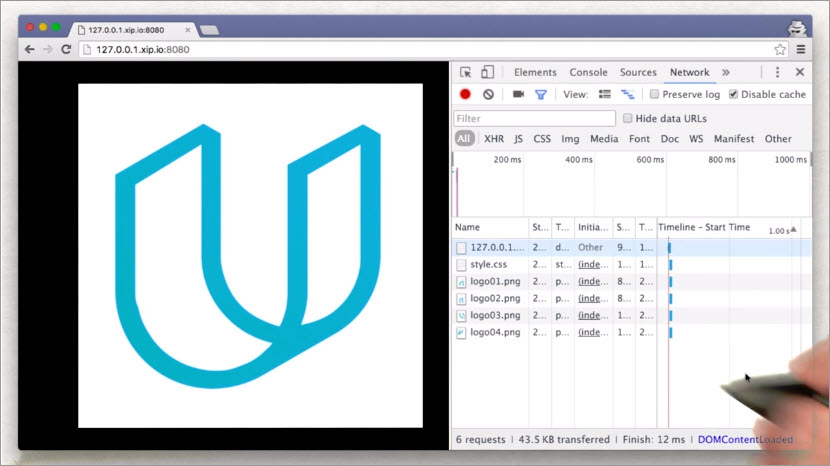 127.0.0.1.xip.io:8080
127.0.0.1.xip.io:8080
Elements Console Sources Network »
View: Preserve log Disable cache
Filter Hide data URLs
All XHR JS CSS Img Media Font Doc WS Manifest Other
200 ms 400 ms 600 ms 800 ms 1000 ms
Name St... T... Initia... S... T... Timeline – Start Time 1.00 s
127.0.0.1.... 2... d... Other 9... 1...
style.css 2... st... (inde... 1... 1...
logo01.png 2... p... (inde... 8... 2...
logo02.png 2... p... (inde... 8... 2...
logo03.png 2... p... (inde... 1... 2...
logo04.png 2... p... (inde... 1... 2...
6 requests | 43.5 KB transferred | Finish: 12 ms | DOMContentLoaded